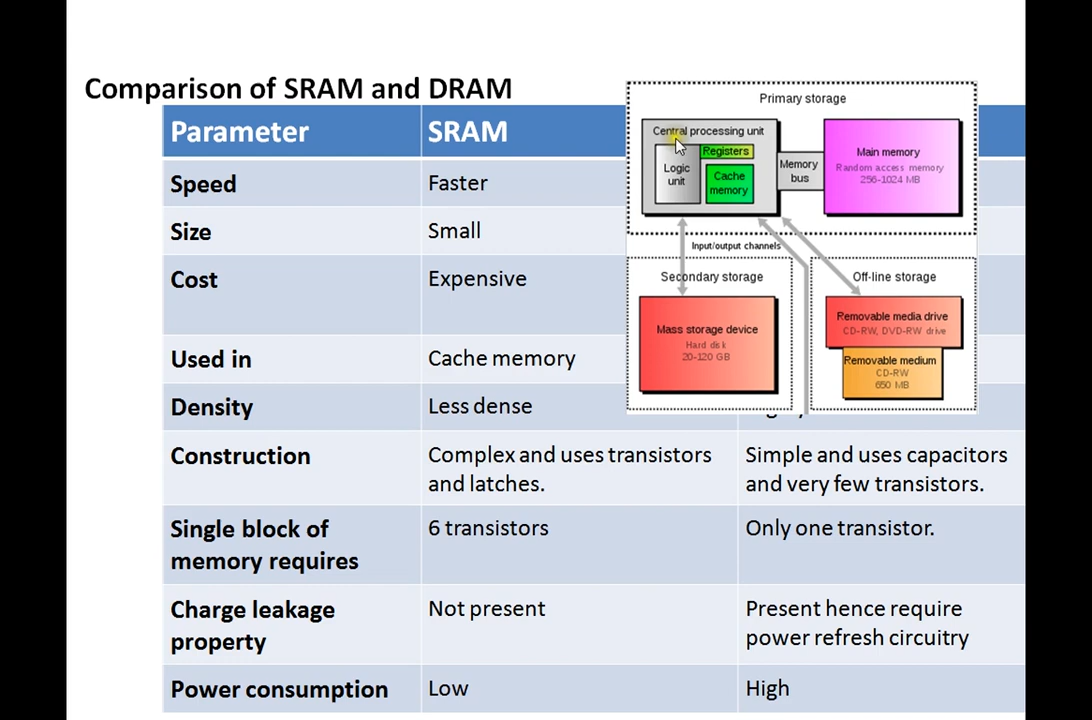 Comparison of SRAM and DRAM
Parameter SRAM
Speed Faster
Size Small
Cost Expensive
Used in Cache memory
Density Less dense
Construction Complex and uses transistors Simple and uses capacitors
and latches. and very few transistors.
Single block of 6 transistors Only one transistor.
memory requires
Charge leakage Not present Present hence require
property power refresh circuitry
Power consumption Low High
Primary storage
Central processing unit
Registers
Logic
unit
Cache
memory
Memory
bus
Main memory
Random access memory
256-1024 MB
Input/output channels
Secondary storage
Mass storage device
Hard disk
20-120 GB
Off-line storage
Removable media drive
CD-RW, DVD-RW drive
Removable medium
CD-RW
650 MB